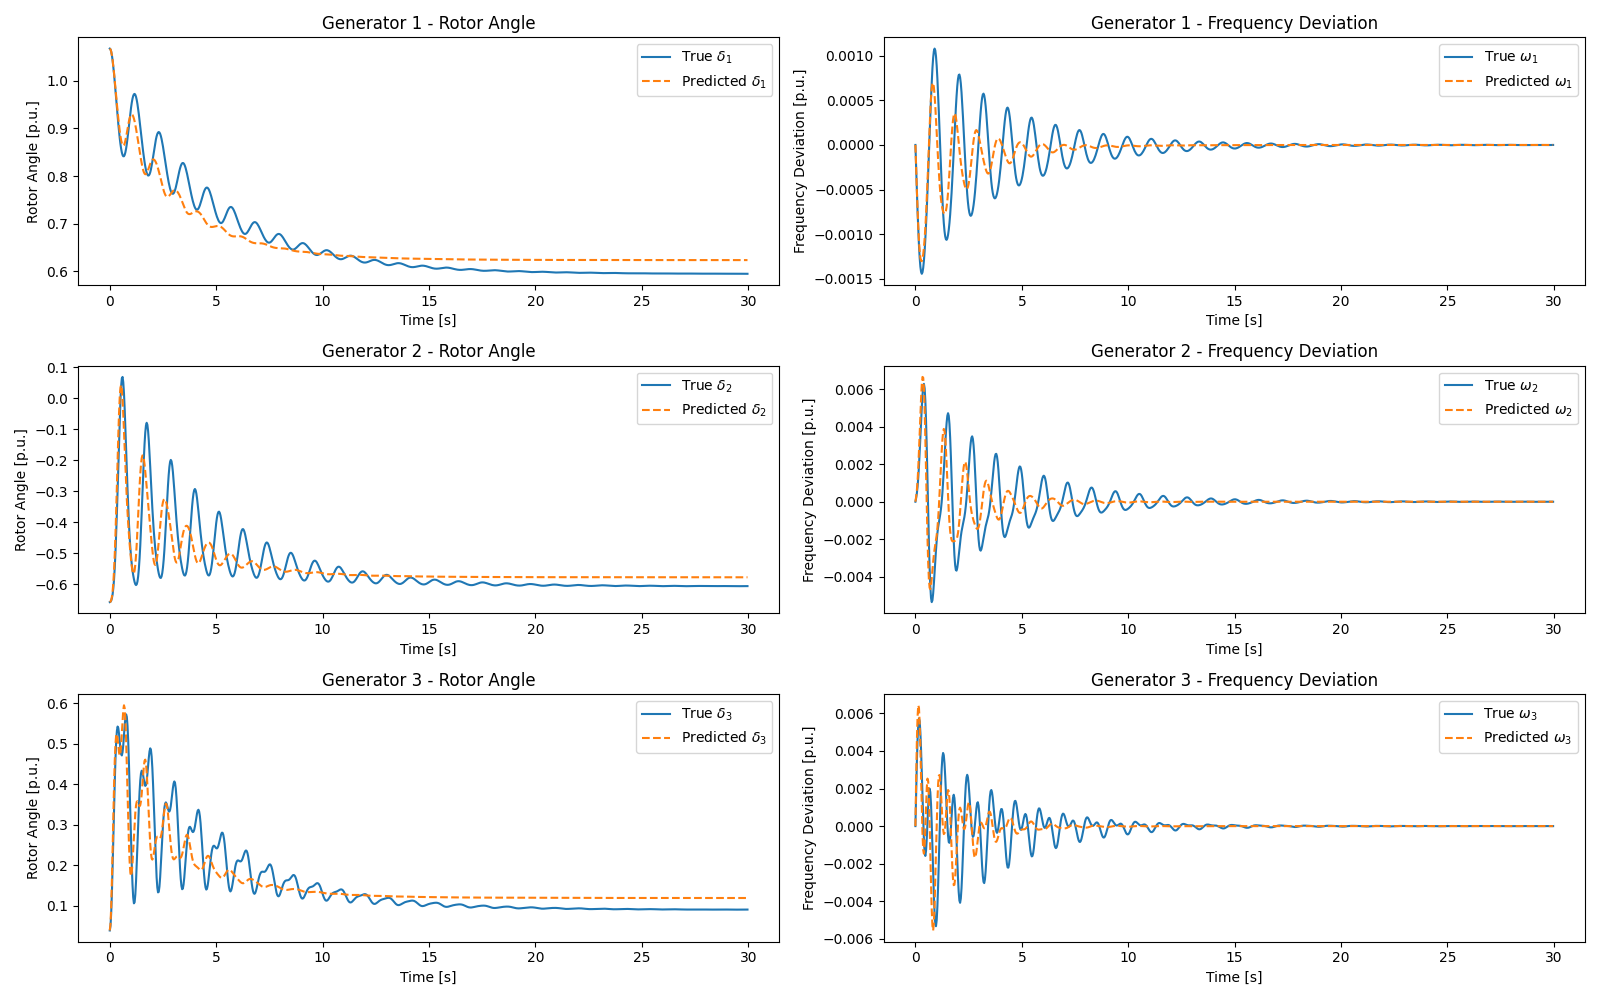 Generator 1 - Rotor Angle
Rotor Angle [p.u.]
1.0
0.9
0.8
0.7
0.6
True δ₁
Predicted δ₁
0 5 10 15 20 25 30
Time [s]
Generator 1 - Frequency Deviation
Frequency Deviation [p.u.]
0.0010
0.0005
0.0000
−0.0005
−0.0010
−0.0015
True ω₁
Predicted ω₁
0 5 10 15 20 25 30
Time [s]
Generator 2 - Rotor Angle
Rotor Angle [p.u.]
0.1
0.0
−0.1
−0.2
−0.3
−0.4
−0.5
−0.6
True δ₂
Predicted δ₂
0 5 10 15 20 25 30
Time [s]
Generator 2 - Frequency Deviation
Frequency Deviation [p.u.]
0.006
0.004
0.002
0.000
−0.002
−0.004
True ω₂
Predicted ω₂
0 5 10 15 20 25 30
Time [s]
Generator 3 - Rotor Angle
Rotor Angle [p.u.]
0.6
0.5
0.4
0.3
0.2
0.1
True δ₃
Predicted δ₃
0 5 10 15 20 25 30
Time [s]
Generator 3 - Frequency Deviation
Frequency Deviation [p.u.]
0.006
0.004
0.002
0.000
−0.002
−0.004
−0.006
True ω₃
Predicted ω₃
0 5 10 15 20 25 30
Time [s]